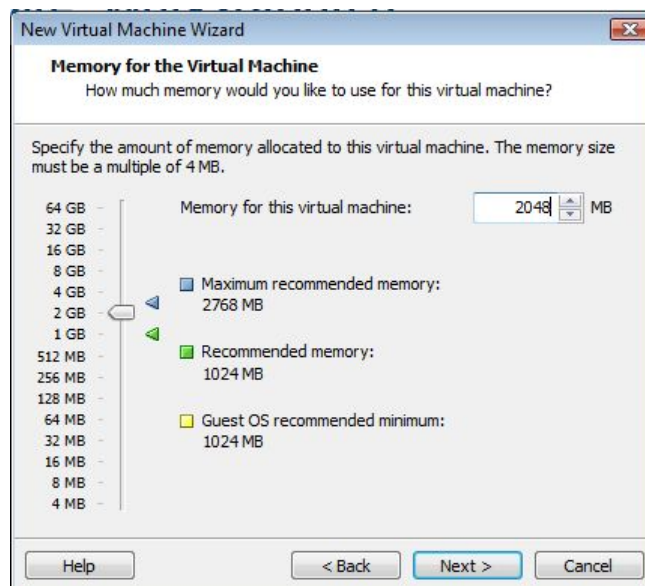 New Virtual Machine Wizard
Memory for the Virtual Machine
How much memory would you like to use for this virtual machine?
Specify the amount of memory allocated to this virtual machine. The memory size
must be a multiple of 4 MB.
64 GB
Memory for this virtual machine:
2048
MB
32 GB
16 GB
8 GB
4 GB
2 GB
1 GB
512 MB
256 MB
128 MB
64 MB
32 MB
16 MB
8 MB
4 MB
Maximum recommended memory:
2768 MB
Recommended memory:
1024 MB
Guest OS recommended minimum:
1024 MB
Help
< Back
Next >
Cancel